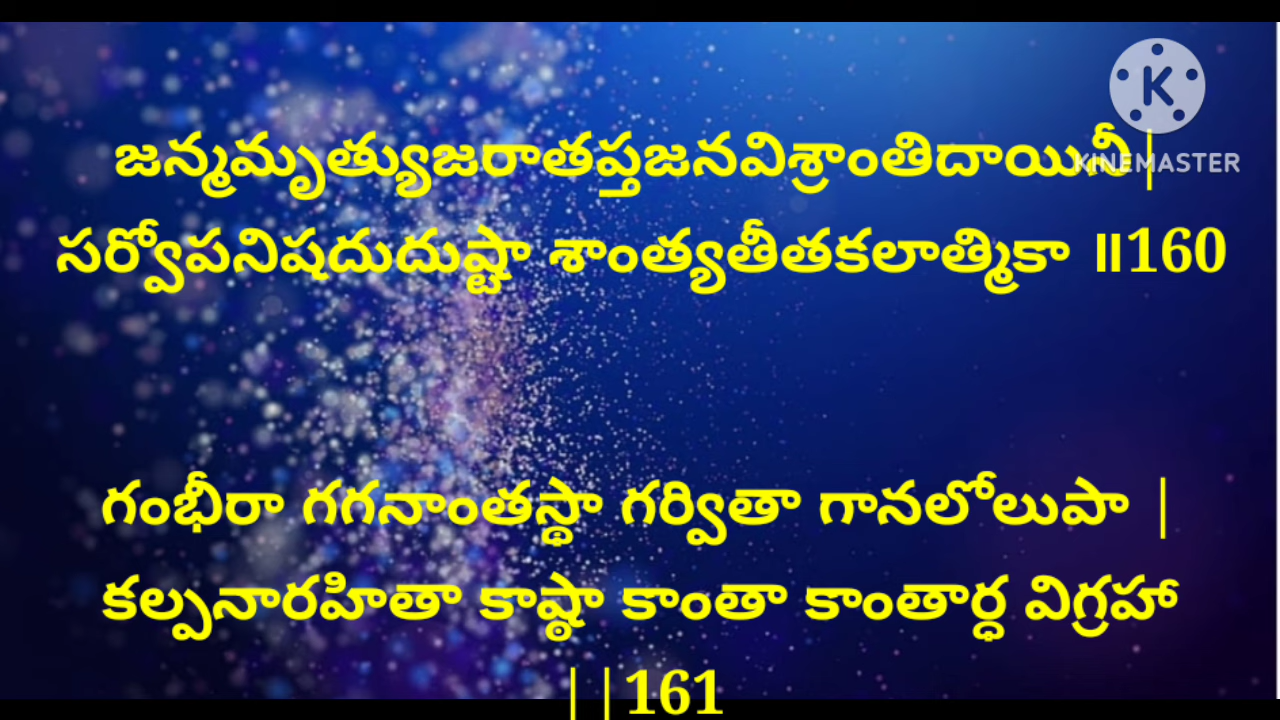 KINEMASTER
జన్మమృత్యుజరాతప్తజనవిశ్రాంతిదాయినీ|
సర్వోపనిషదుదుష్టా శాంత్యతీతకలాత్మికా ॥160
గంభీరా గగనాంతస్థా గర్వితా గానలోలుపా |
కల్పనారహితా కాష్ఠా కాంతా కాంతార్ధ విగ్రహా
||161